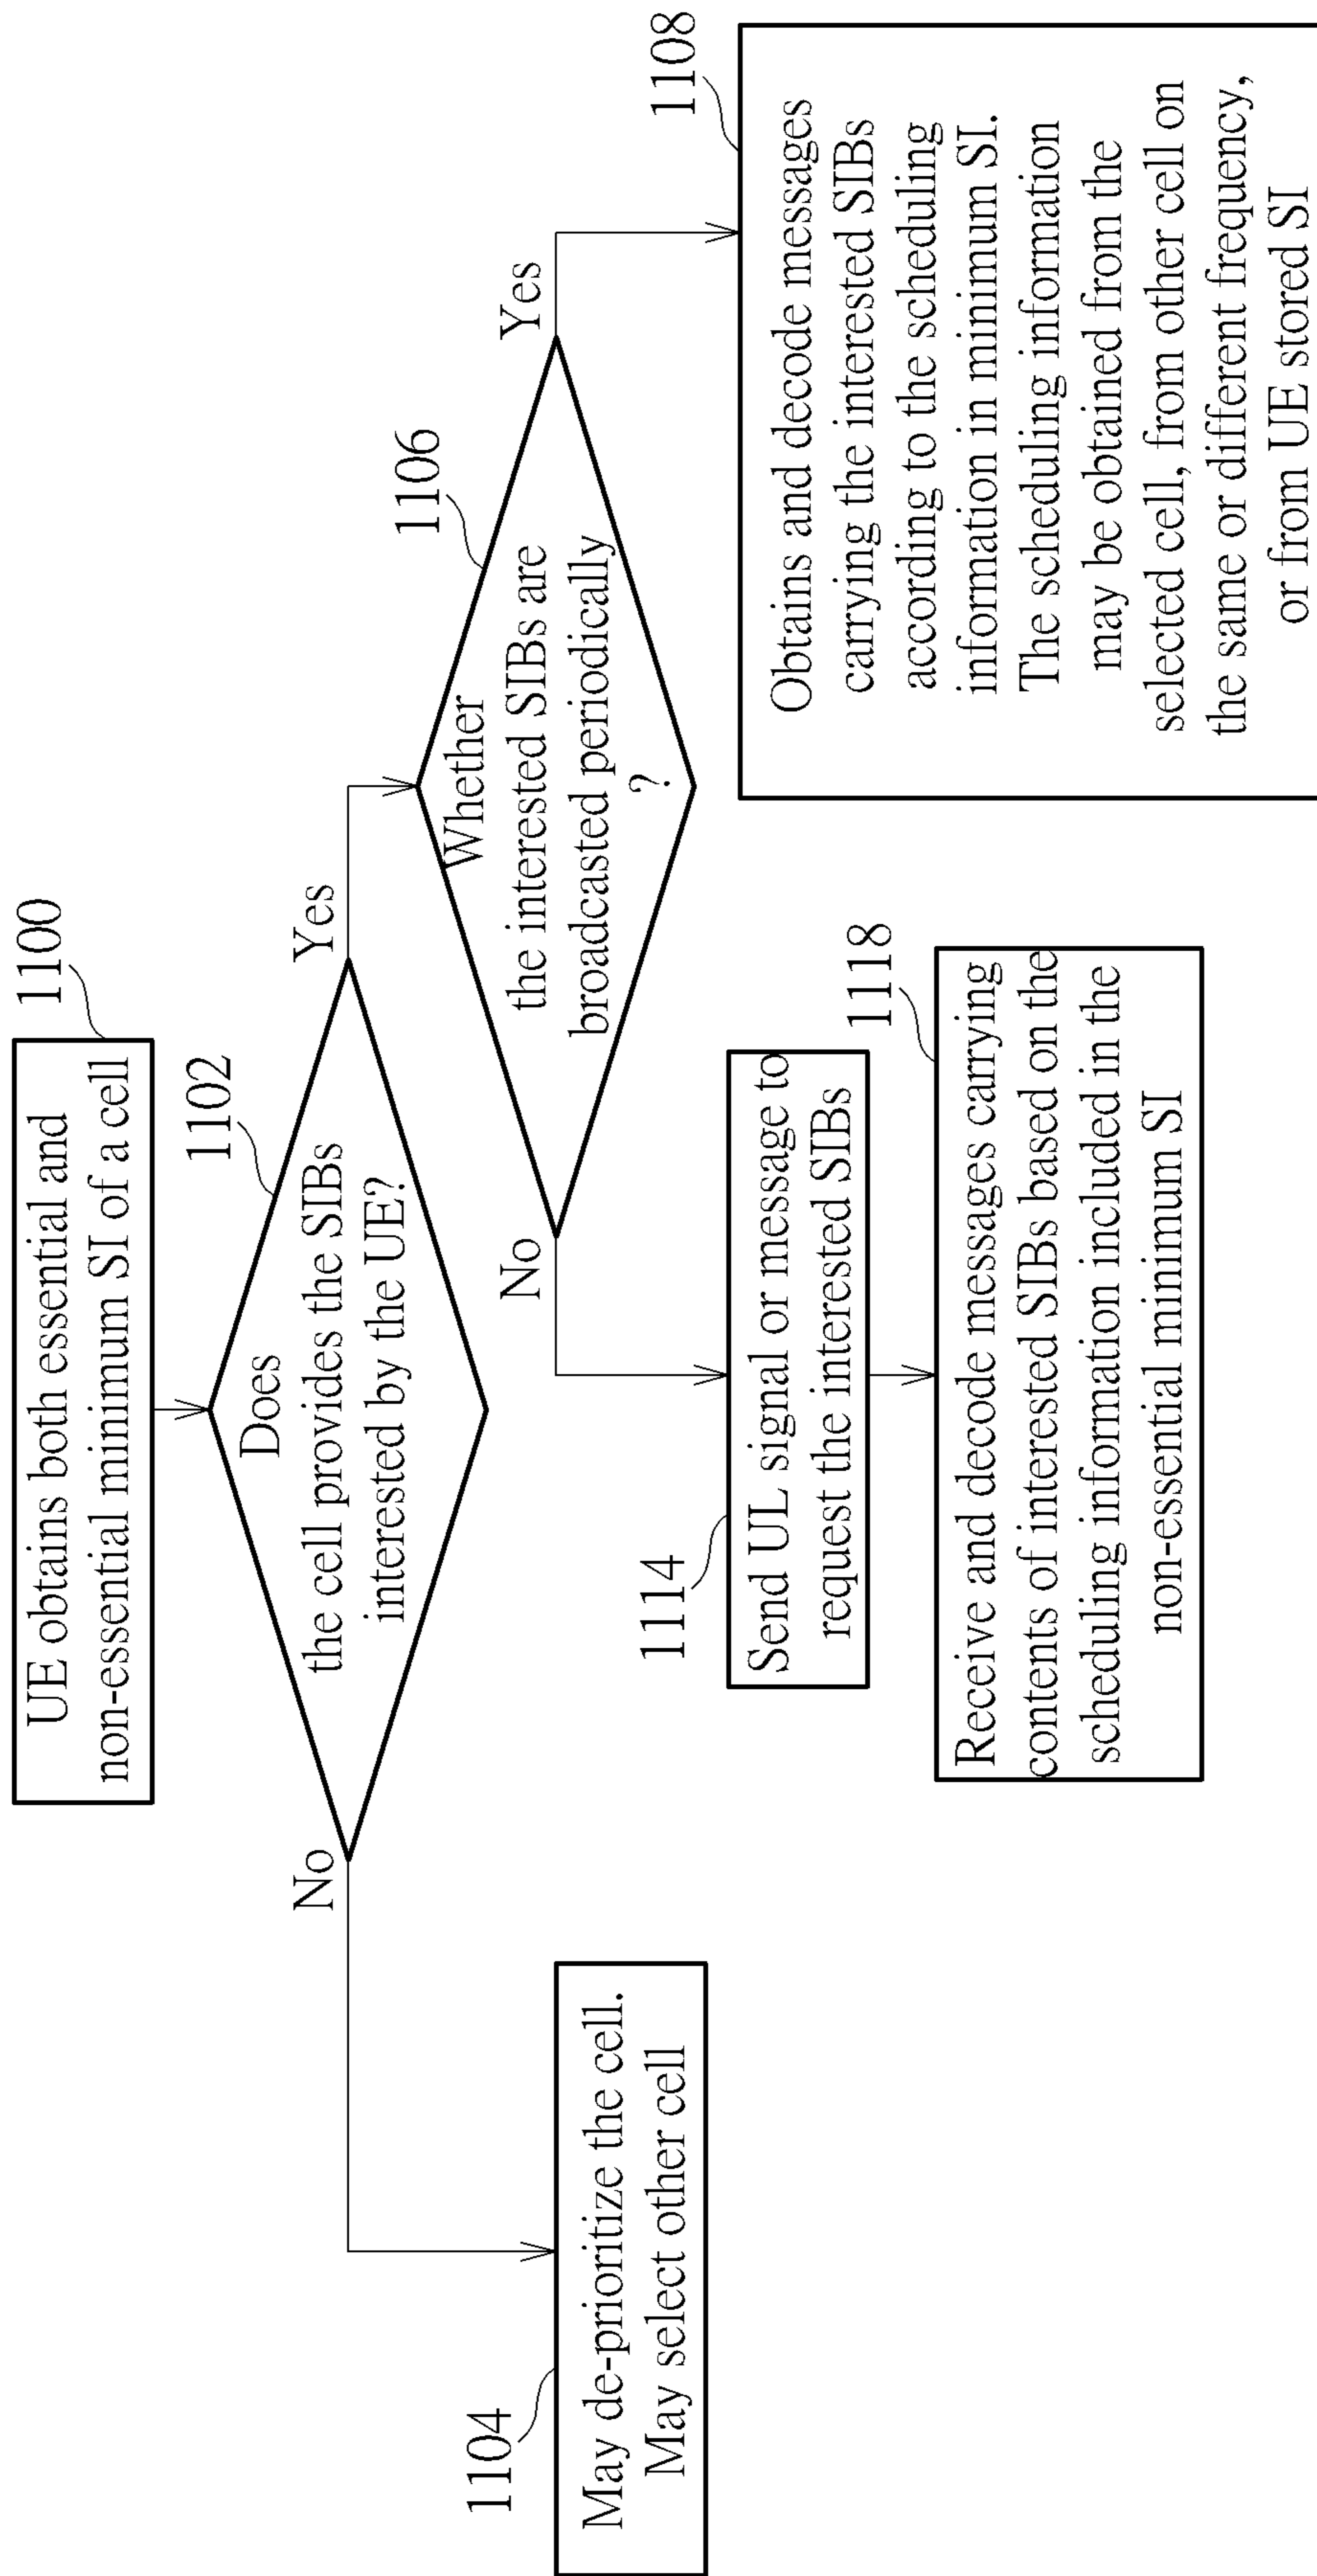 1100
UE obtains both essential and
non-essential minimum SI of a cell
1102
Does
the cell provides the SIBs
interested by the UE?
No
Yes
1104
May de-prioritize the cell.
May select other cell
1106
Whether
the interested SIBs are
broadcasted periodically
?
No
Yes
1114
Send UL signal or message to
request the interested SIBs
1118
Receive and decode messages carrying
contents of interested SIBs based on the
scheduling information included in the
non-essential minimum SI
1108
Obtains and decode messages
carrying the interested SIBs
according to the scheduling
information in minimum SI.
The scheduling information
may be obtained from the
selected cell, from other cell on
the same or different frequency,
or from UE stored SI